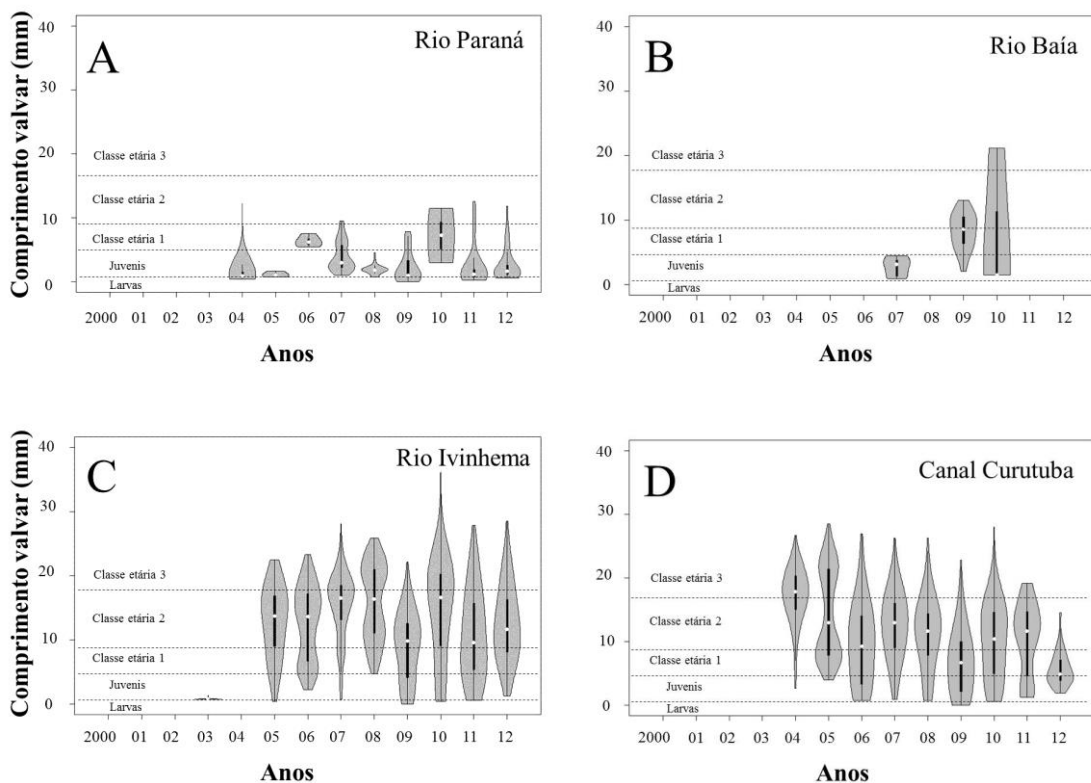 A
Rio Paraná
Comprimento valvar (mm)
40
30
20
10
0
Classe etária 3
Classe etária 2
Classe etária 1
Juvenis
Larvas
2000 01 02 03 04 05 06 07 08 09 10 11 12
Anos
B
Rio Baía
40
30
20
10
0
Classe etária 3
Classe etária 2
Classe etária 1
Juvenis
Larvas
2000 01 02 03 04 05 06 07 08 09 10 11 12
Anos
C
Rio Ivinhema
Comprimento valvar (mm)
40
30
20
10
0
Classe etária 3
Classe etária 2
Classe etária 1
Juvenis
Larvas
2000 01 02 03 04 05 06 07 08 09 10 11 12
Anos
D
Canal Curutuba
40
30
20
10
0
Classe etária 3
Classe etária 2
Classe etária 1
Juvenis
Larvas
2000 01 02 03 04 05 06 07 08 09 10 11 12
Anos